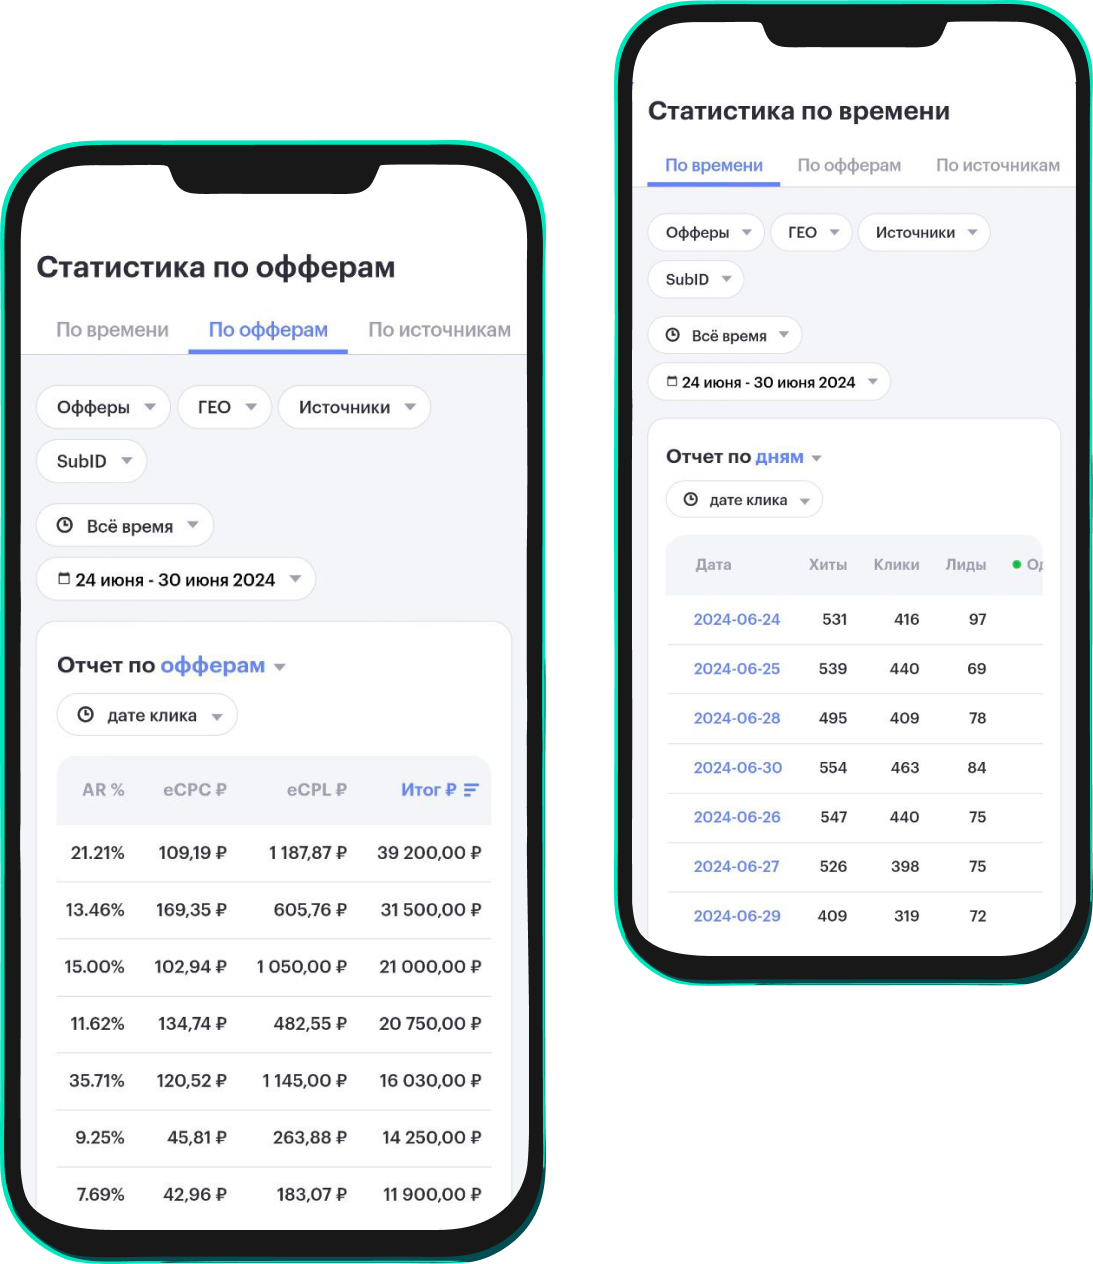 Статистика по офферам
По времени По офферам По источникам
Офферы ГЕО Источники
SubID
Всё время
24 июня - 30 июня 2024
Отчет по офферам
дате клика
AR % eCPC ₽ eCPL ₽ Итог ₽
21.21% 109,19 ₽ 1 187,87 ₽ 39 200,00 ₽
13.46% 169,35 ₽ 605,76 ₽ 31 500,00 ₽
15.00% 102,94 ₽ 1 050,00 ₽ 21 000,00 ₽
11.62% 134,74 ₽ 482,55 ₽ 20 750,00 ₽
35.71% 120,52 ₽ 1 145,00 ₽ 16 030,00 ₽
9.25% 45,81 ₽ 263,88 ₽ 14 250,00 ₽
7.69% 42,96 ₽ 183,07 ₽ 11 900,00 ₽
Статистика по времени
По времени По офферам По источникам
Офферы ГЕО Источники
SubID
Всё время
24 июня - 30 июня 2024
Отчет по дням
дате клика
Дата Хиты Клики Лиды
2024-06-24 531 416 97
2024-06-25 539 440 69
2024-06-28 495 409 78
2024-06-30 554 463 84
2024-06-26 547 440 75
2024-06-27 526 398 75
2024-06-29 409 319 72